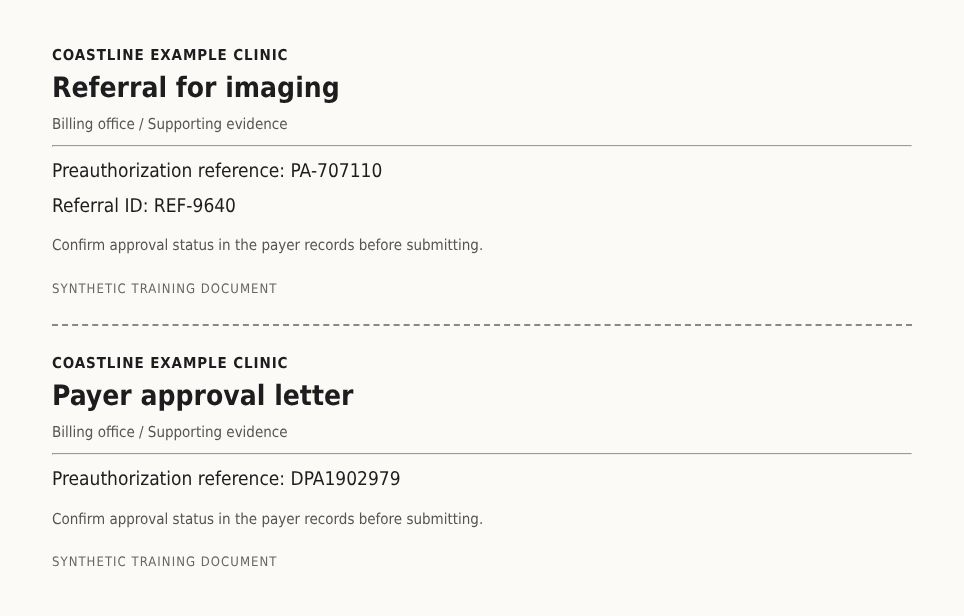 COASTLINE EXAMPLE CLINIC
Referral for imaging
Billing office / Supporting evidence
Preauthorization reference: PA-707110
Referral ID: REF-9640
Confirm approval status in the payer records before submitting.
SYNTHETIC TRAINING DOCUMENT
COASTLINE EXAMPLE CLINIC
Payer approval letter
Billing office / Supporting evidence
Preauthorization reference: DPA1902979
Confirm approval status in the payer records before submitting.
SYNTHETIC TRAINING DOCUMENT